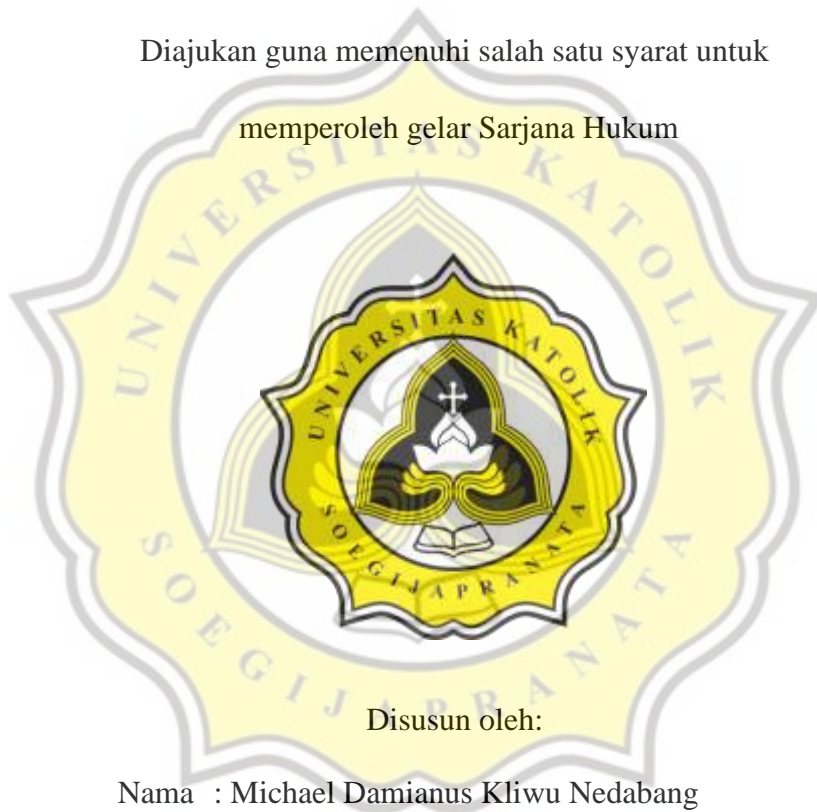 Diajukan guna memenuhi salah satu syarat untuk
memperoleh gelar Sarjana Hukum
UNIVERSITAS KATOLIK
SOEGIJAPRANATA
UNIVERSITAS KATOLIK
SOEGIJAPRANATA
Disusun oleh:
Nama : Michael Damianus Kliwu Nedabang